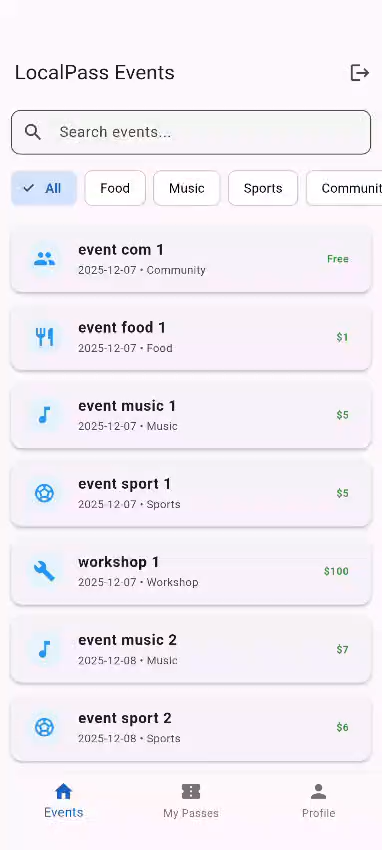 LocalPass Events
Search events...
All Food Music Sports Communit
event com 1
2025-12-07 • Community
Free
event food 1
2025-12-07 • Food
$1
event music 1
2025-12-07 • Music
$5
event sport 1
2025-12-07 • Sports
$5
workshop 1
2025-12-07 • Workshop
$100
event music 2
2025-12-08 • Music
$7
event sport 2
2025-12-08 • Sports
$6
Events My Passes Profile